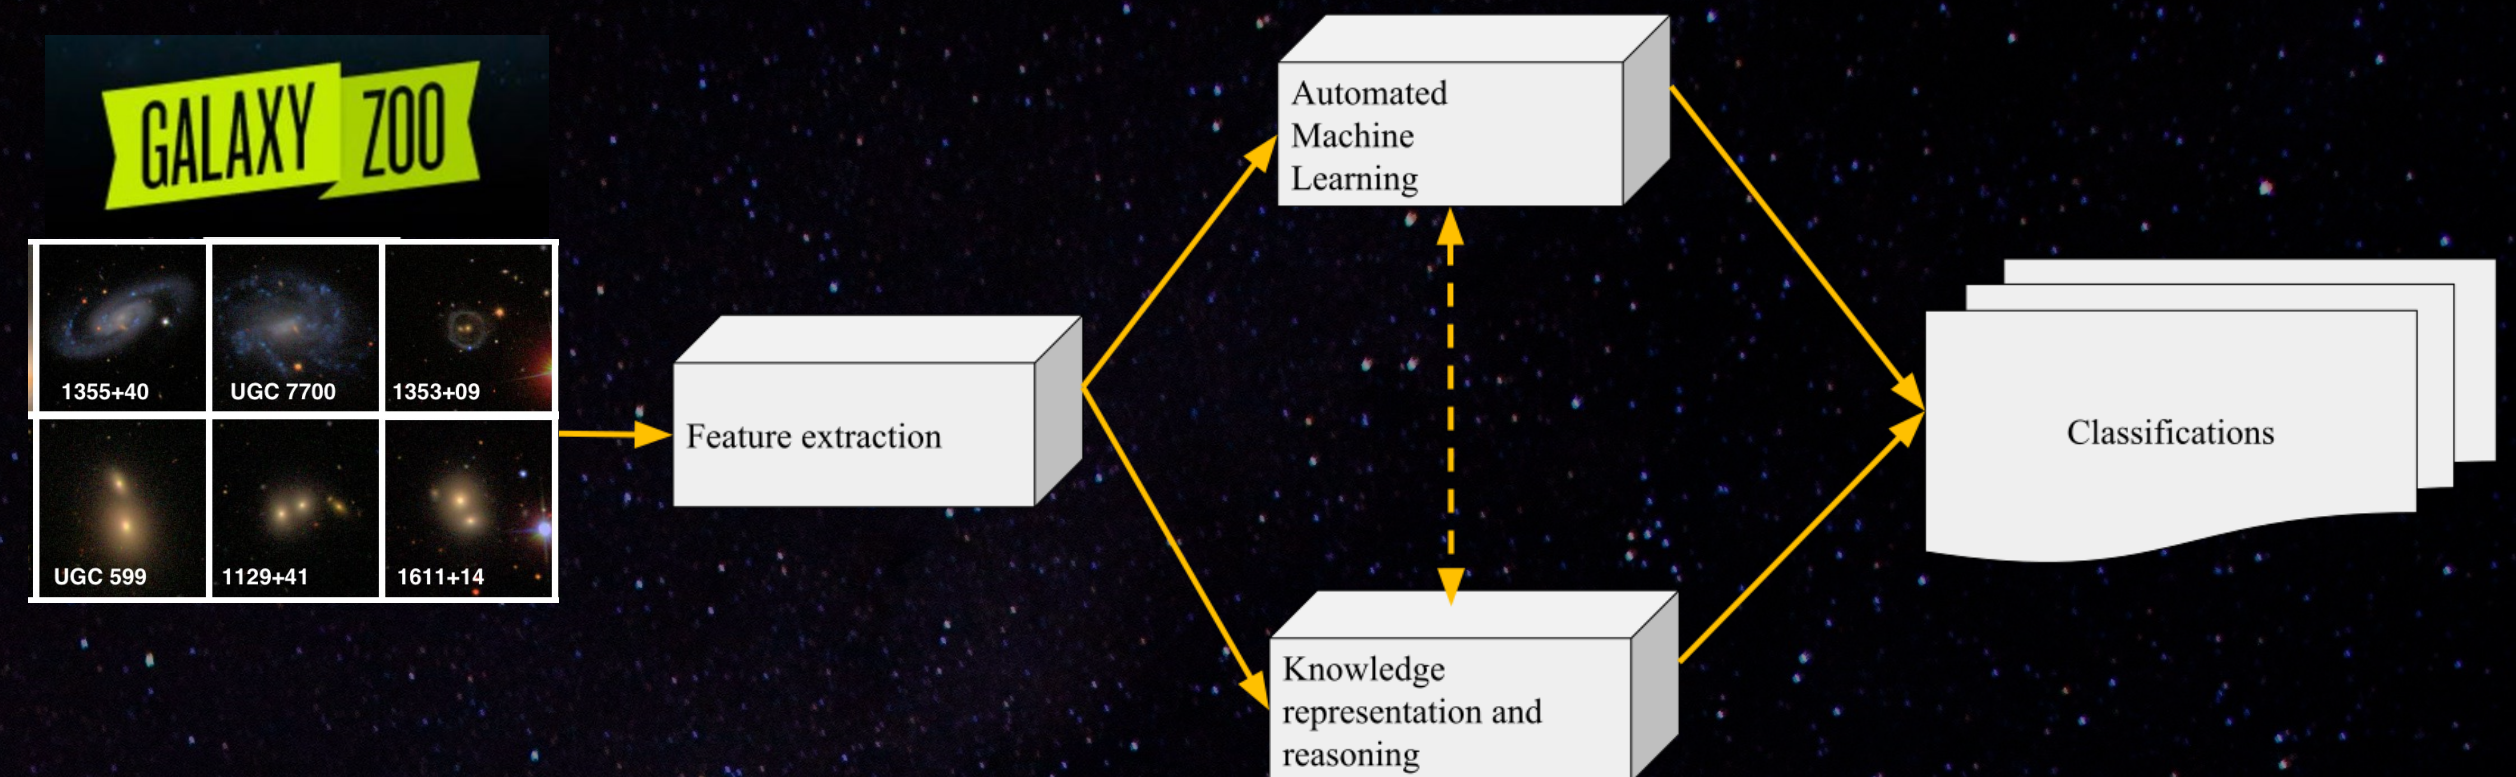 GALAXY ZOO
1355+40
UGC 7700
1353+09
UGC 599
1129+41
1611+14
Feature extraction
Automated
Machine
Learning
Knowledge
representation and
reasoning
Classifications